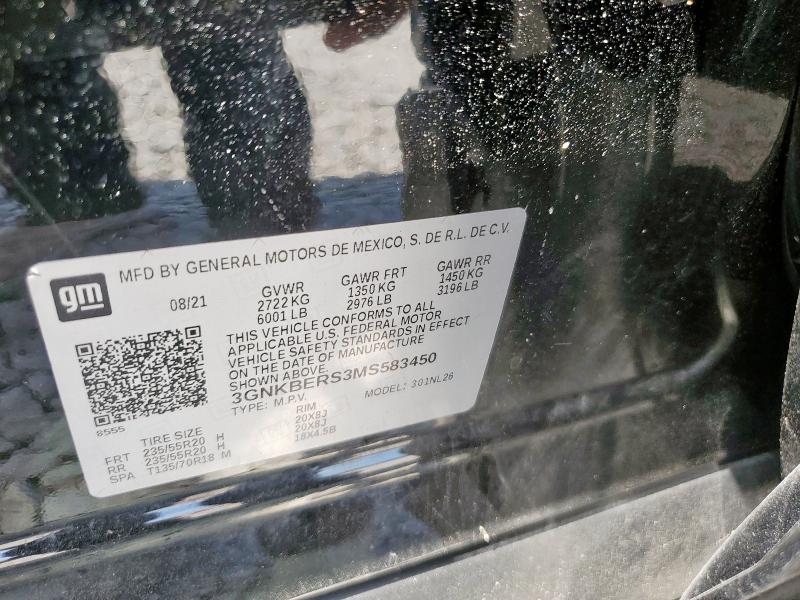 MFD BY GENERAL MOTORS DE MEXICO, S. DE R.L. DE C.V.
gm
08/21
GVWR
2722 KG
6001 LB
GAWR FRT
1350 KG
2976 LB
GAWR RR
1450 KG
3196 LB
THIS VEHICLE CONFORMS TO ALL
APPLICABLE U.S. FEDERAL MOTOR
VEHICLE SAFETY STANDARDS IN EFFECT
ON THE DATE OF MANUFACTURE
SHOWN ABOVE.
3GNKBERS3MS583450
TYPE: M.P.V. MODEL: 301NL26
8555
TIRE SIZE RIM
FRT 235/55R20 H 20X8J
RR 235/55R20 H 20X8J
SPA T135/70R18 M 18X4.5B